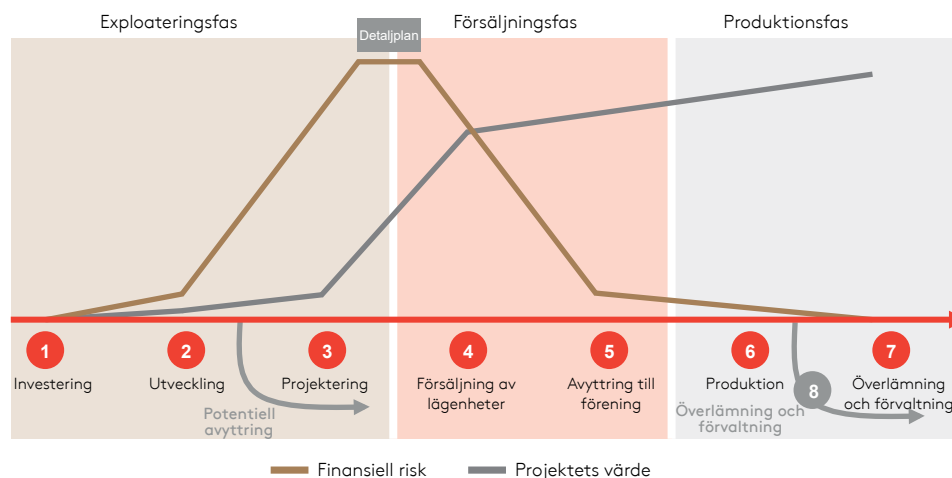 Exploateringsfas
Försäljningsfas
Produktionsfas
Detaljplan
1
2
3
4
5
6
7
8
Investering
Utveckling
Projektering
Försäljning av
lägenheter
Avyttring till
förening
Produktion
Överlämning
och förvaltning
Potentiell
avyttring
Överlämning och
förvaltning
Finansiell risk
Projektets värde